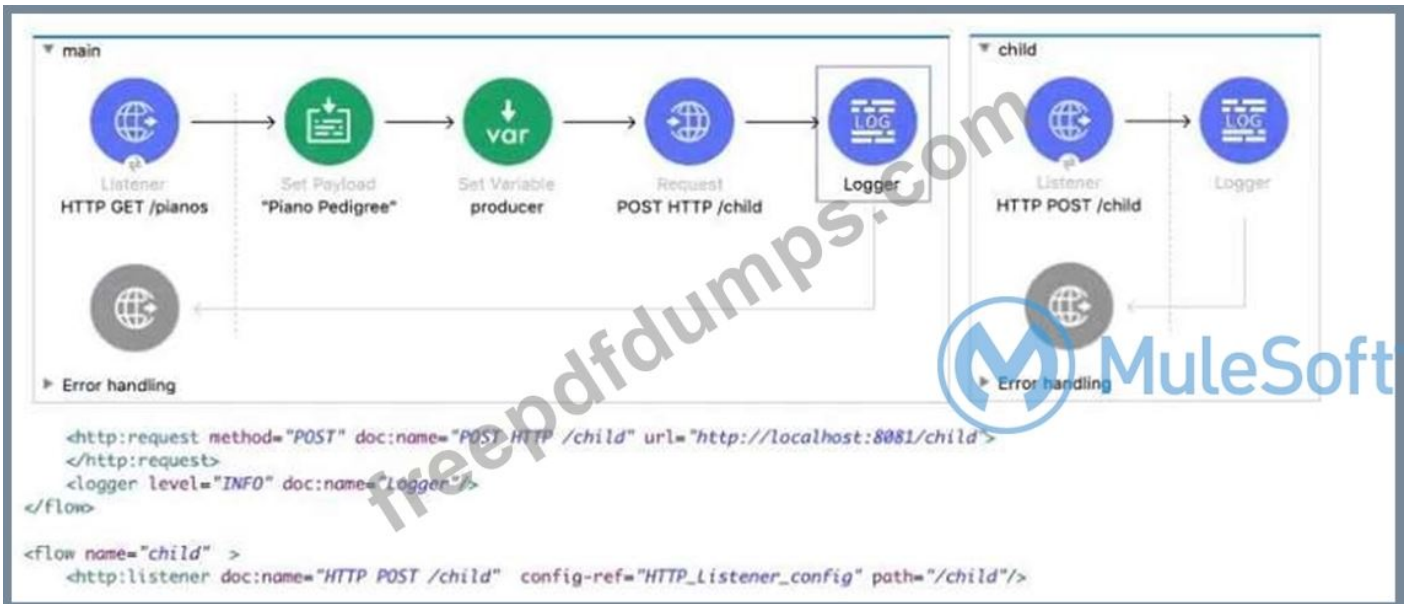 main
child
LOG
var
LOG
Listener
Set Payload
Set Variable
Request
Logger
Listener
Logger
HTTP GET /pianos
"Piano Pedigree"
producer
POST HTTP /child
HTTP POST /child
Error handling
Error handling
MuleSoft
freepdfdumps.com
<http:request method="POST" doc:name="POST HTTP /child" url="http://localhost:8081/child">
</http:request>
<logger level="INFO" doc:name="Logger"/>
</flow>
<flow name="child" >
<http:listener doc:name="HTTP POST /child" config-ref="HTTP_Listener_config" path="/child"/>